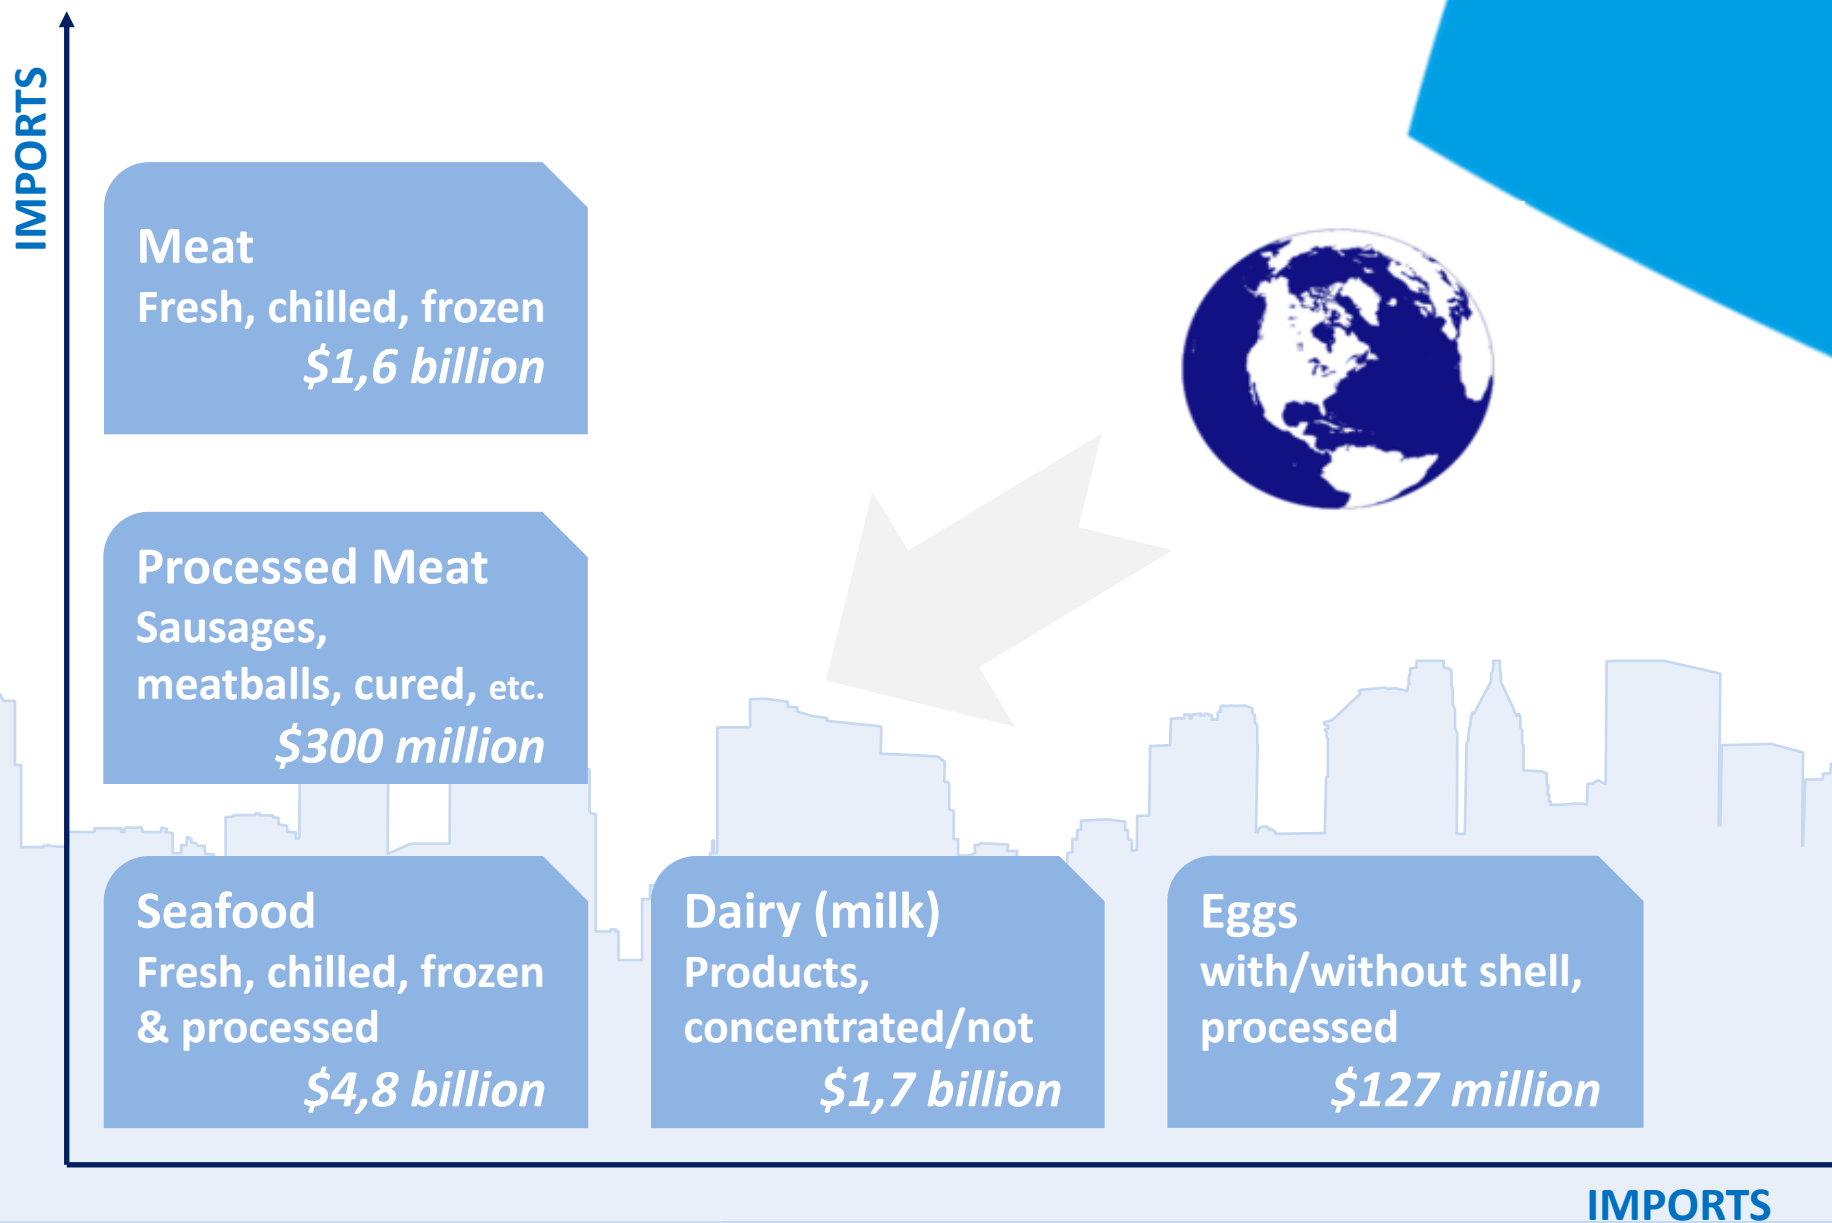 IMPORTS
Meat
Fresh, chilled, frozen
$1,6 billion
Processed Meat
Sausages,
meatballs, cured, etc.
$300 million
Seafood
Fresh, chilled, frozen
& processed
$4,8 billion
Dairy (milk)
Products,
concentrated/not
$1,7 billion
Eggs
with/without shell,
processed
$127 million
IMPORTS